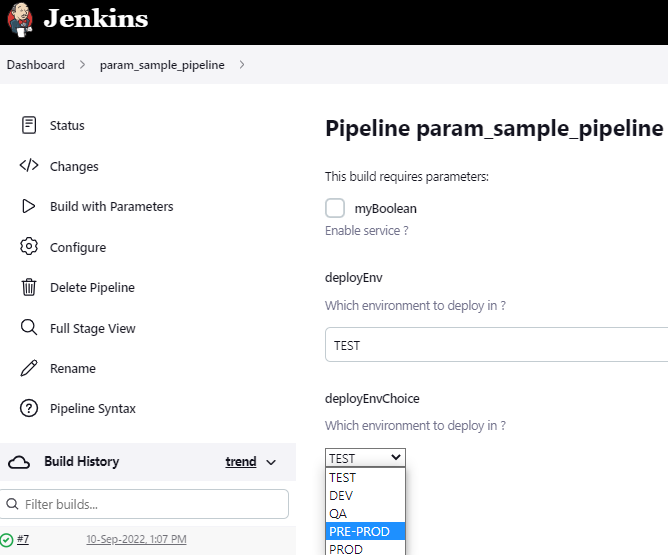 Jenkins
Dashboard > param_sample_pipeline >
Status
Changes
Build with Parameters
Configure
Delete Pipeline
Full Stage View
Rename
Pipeline Syntax
Build History trend
Filter builds...
#7 10-Sep-2022, 1:07 PM
Pipeline param_sample_pipeline
This build requires parameters:
myBoolean
Enable service ?
deployEnv
Which environment to deploy in ?
TEST
deployEnvChoice
Which environment to deploy in ?
TEST
TEST
DEV
QA
PRE-PROD
PROD